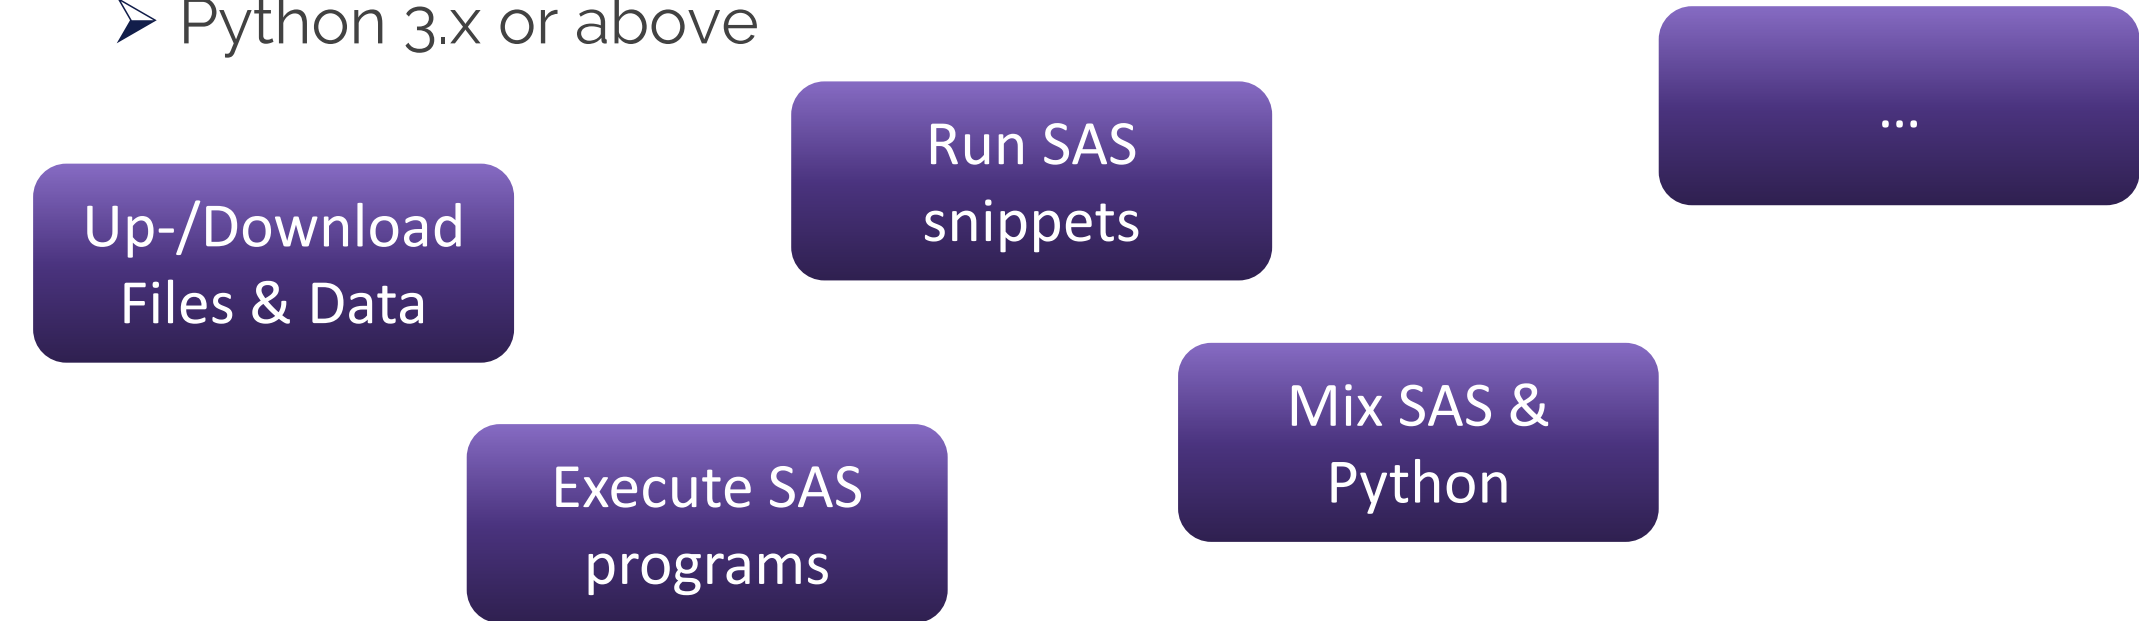 Python 3.x or above
Run SAS
snippets
...
Up-/Download
Files & Data
Mix SAS &
Python
Execute SAS
programs